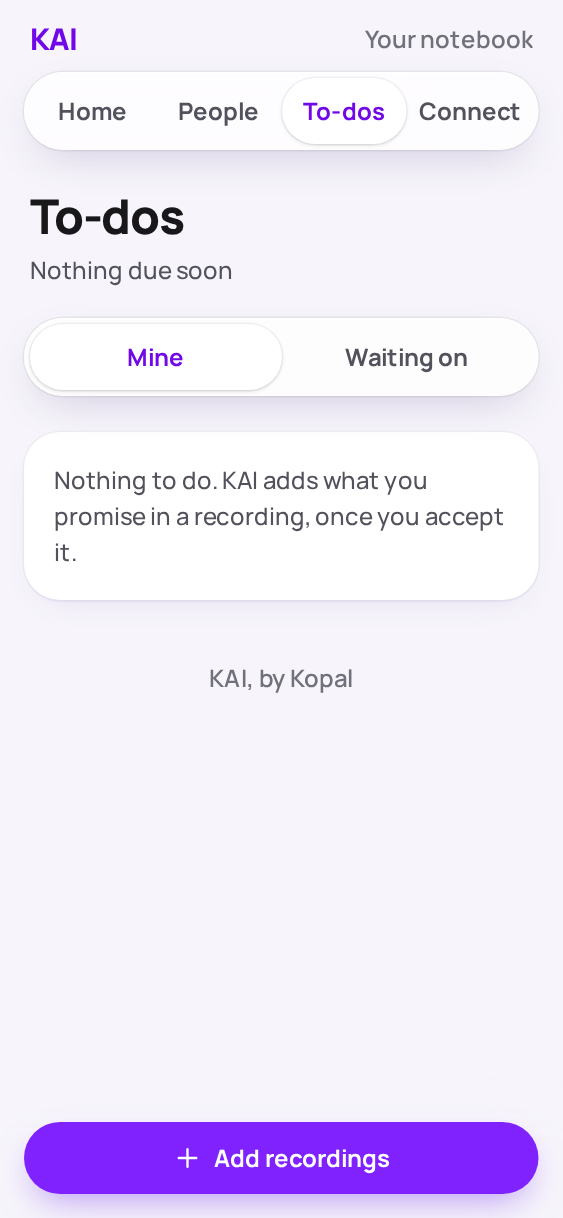 KAI
Your notebook
Home
People
To-dos
Connect
To-dos
Nothing due soon
Mine
Waiting on
Nothing to do. KAI adds what you
promise in a recording, once you accept
it.
KAI, by Kopal
+ Add recordings